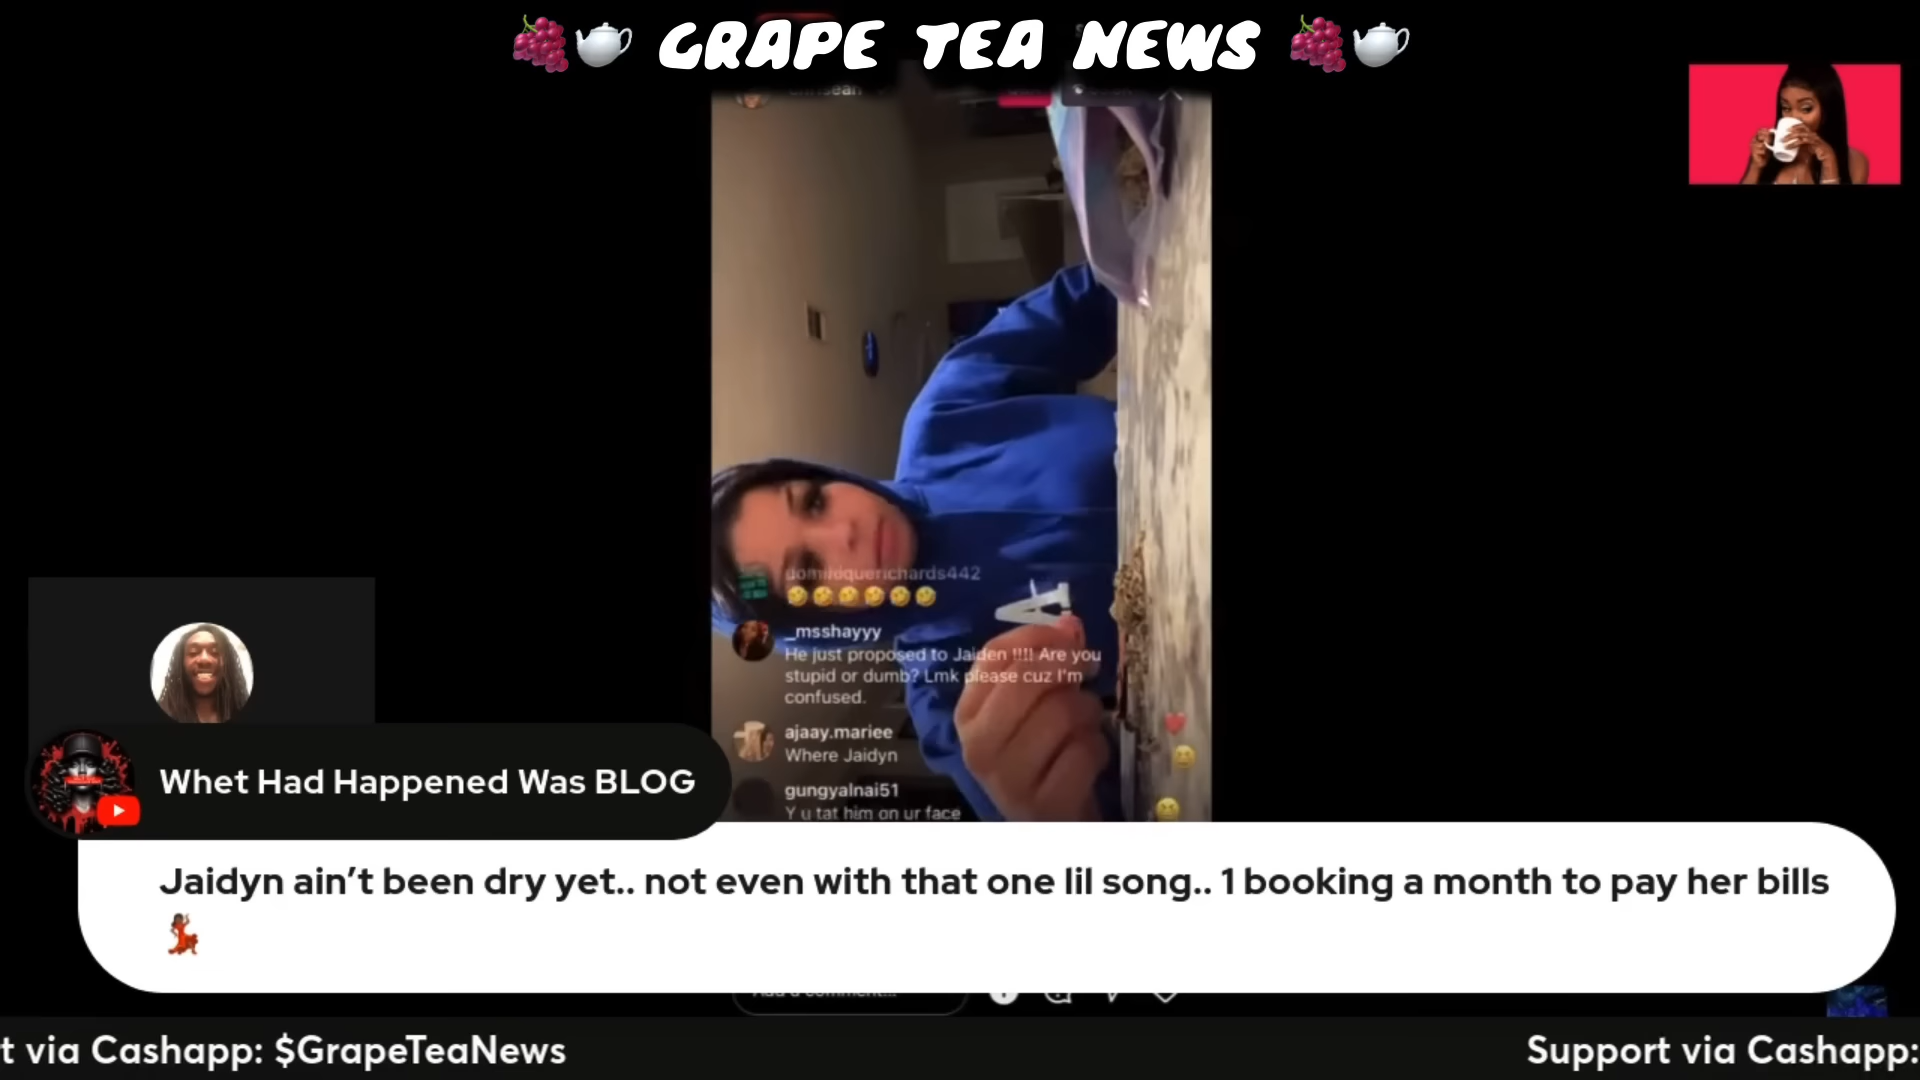 GRAPE TEA NEWS
chrisean
dominiquerichards442
_msshayyy
He just proposed to Jaiden !!!! Are you
stupid or dumb? Lmk please cuz I'm
confused.
ajaay.mariee
Where Jaidyn
gungyalnai51
Y u tat him on ur face
Whet Had Happened Was BLOG
Jaidyn ain’t been dry yet.. not even with that one lil song.. 1 booking a month to pay her bills
Add a comment...
t via Cashapp: $GrapeTeaNews
Support via Cashapp: